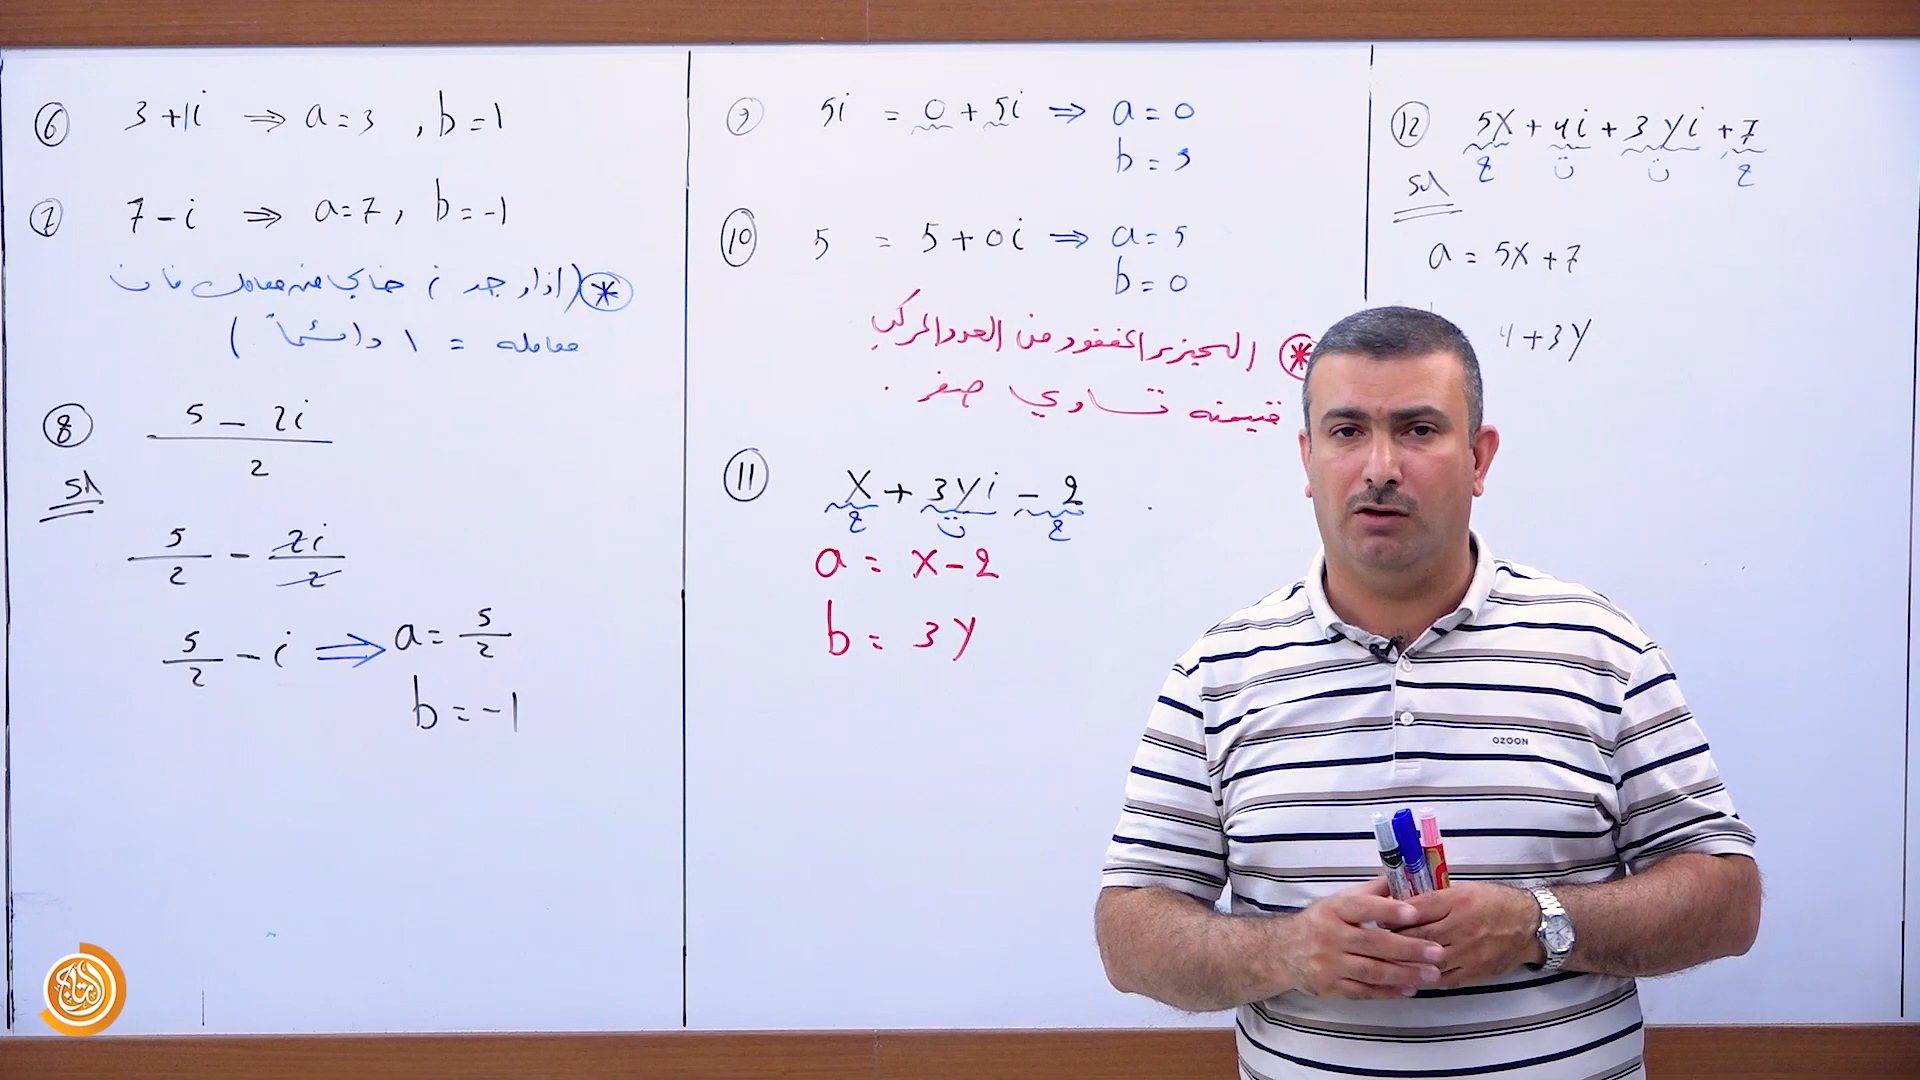 ⑥ 3 + 1i ⇒ a = 3 , b = 1
⑦ 7 - i ⇒ a = 7 , b = -1
⊛ (اذا وجد i خالي من معامل فان
معامله = ١ دائماً)
⑧ 5 - 2i
2
Sol
5/2 - 2i/2
5/2 - i ⇒ a = 5/2
b = -1
⑨ 5i = 0 + 5i ⇒ a = 0
b = 5
⑩ 5 = 5 + 0i ⇒ a = 5
b = 0
⊛ الجزء المفقود من العدد المركب
قيمته تساوي صفر .
⑪ X + 3Yi - 2
ح ت ح
a = X - 2
b = 3Y
⑫ 5X + 4i + 3Yi + 7
ح ت ت ح
Sol
a = 5X + 7
4 + 3Y
OZOON
التاج